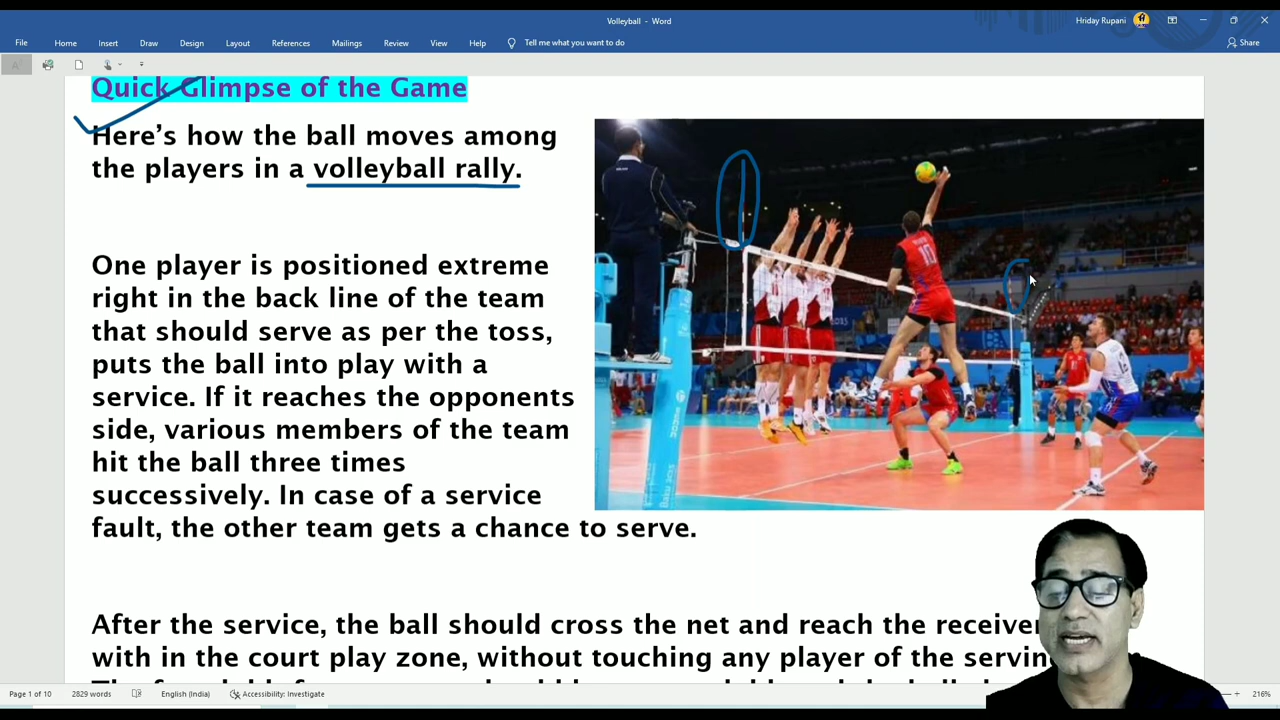 Volleyball - Word
Hriday Rupani
File Home Insert Draw Design Layout References Mailings Review View Help Tell me what you want to do Share
Quick Glimpse of the Game
Here's how the ball moves among
the players in a volleyball rally.
One player is positioned extreme
right in the back line of the team
that should serve as per the toss,
puts the ball into play with a
service. If it reaches the opponents
side, various members of the team
hit the ball three times
successively. In case of a service
fault, the other team gets a chance to serve.
After the service, the ball should cross the net and reach the receiver
with in the court play zone, without touching any player of the servin
10
Baku 2015
Page 1 of 10 2829 words English (India) Accessibility: Investigate 216%